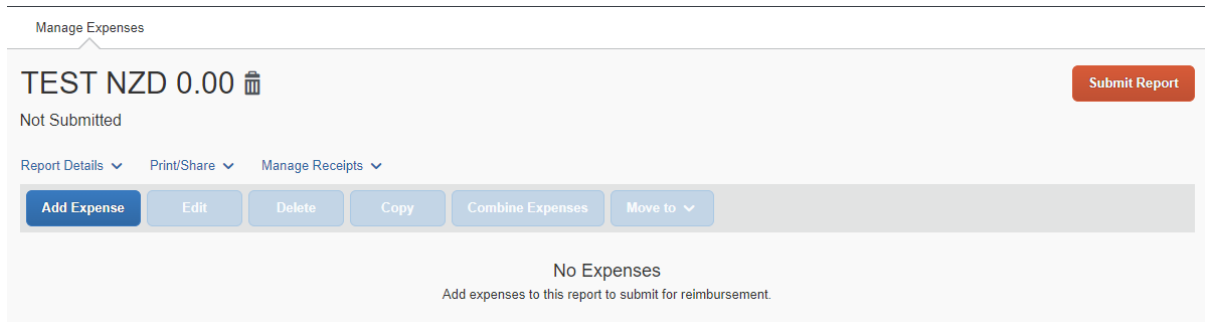 Manage Expenses
TEST NZD 0.00
Submit Report
Not Submitted
Report Details Print/Share Manage Receipts
Add Expense Edit Delete Copy Combine Expenses Move to
No Expenses
Add expenses to this report to submit for reimbursement.